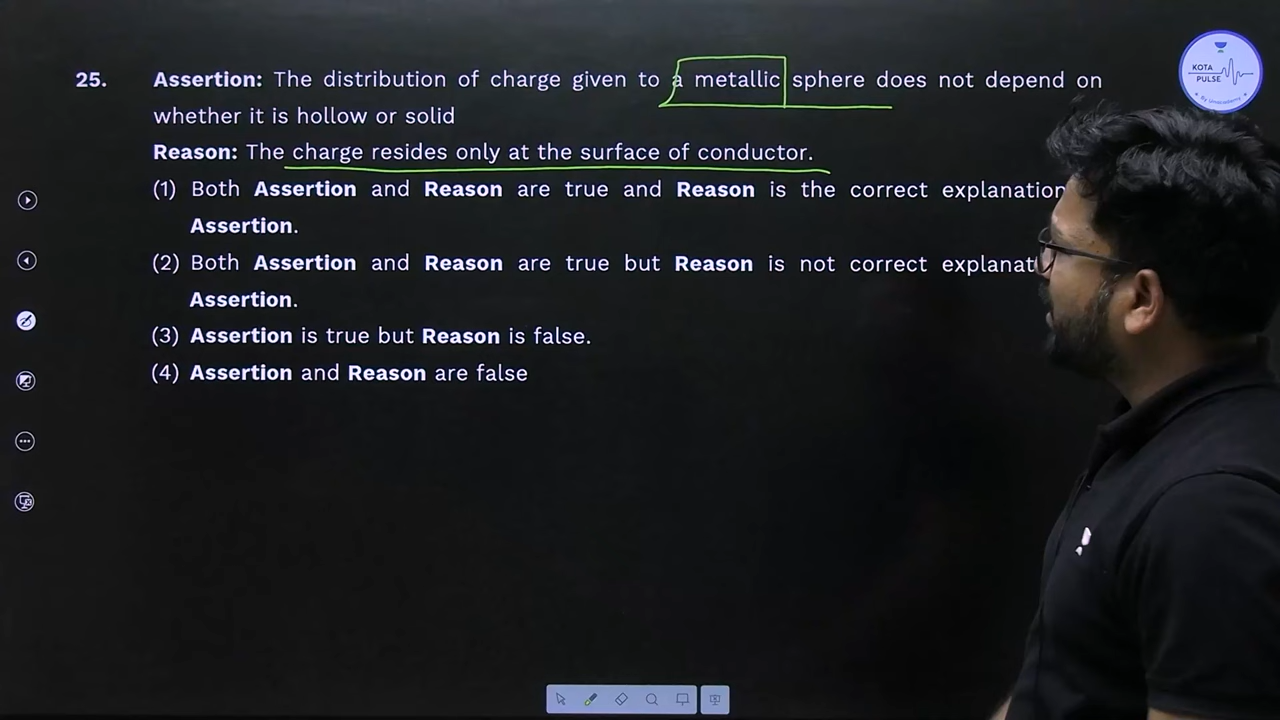 KOTA
PULSE
By Unacademy
25. Assertion: The distribution of charge given to a metallic sphere does not depend on
whether it is hollow or solid
Reason: The charge resides only at the surface of conductor.
(1) Both Assertion and Reason are true and Reason is the correct explanation
Assertion.
(2) Both Assertion and Reason are true but Reason is not correct explanat
Assertion.
(3) Assertion is true but Reason is false.
(4) Assertion and Reason are false